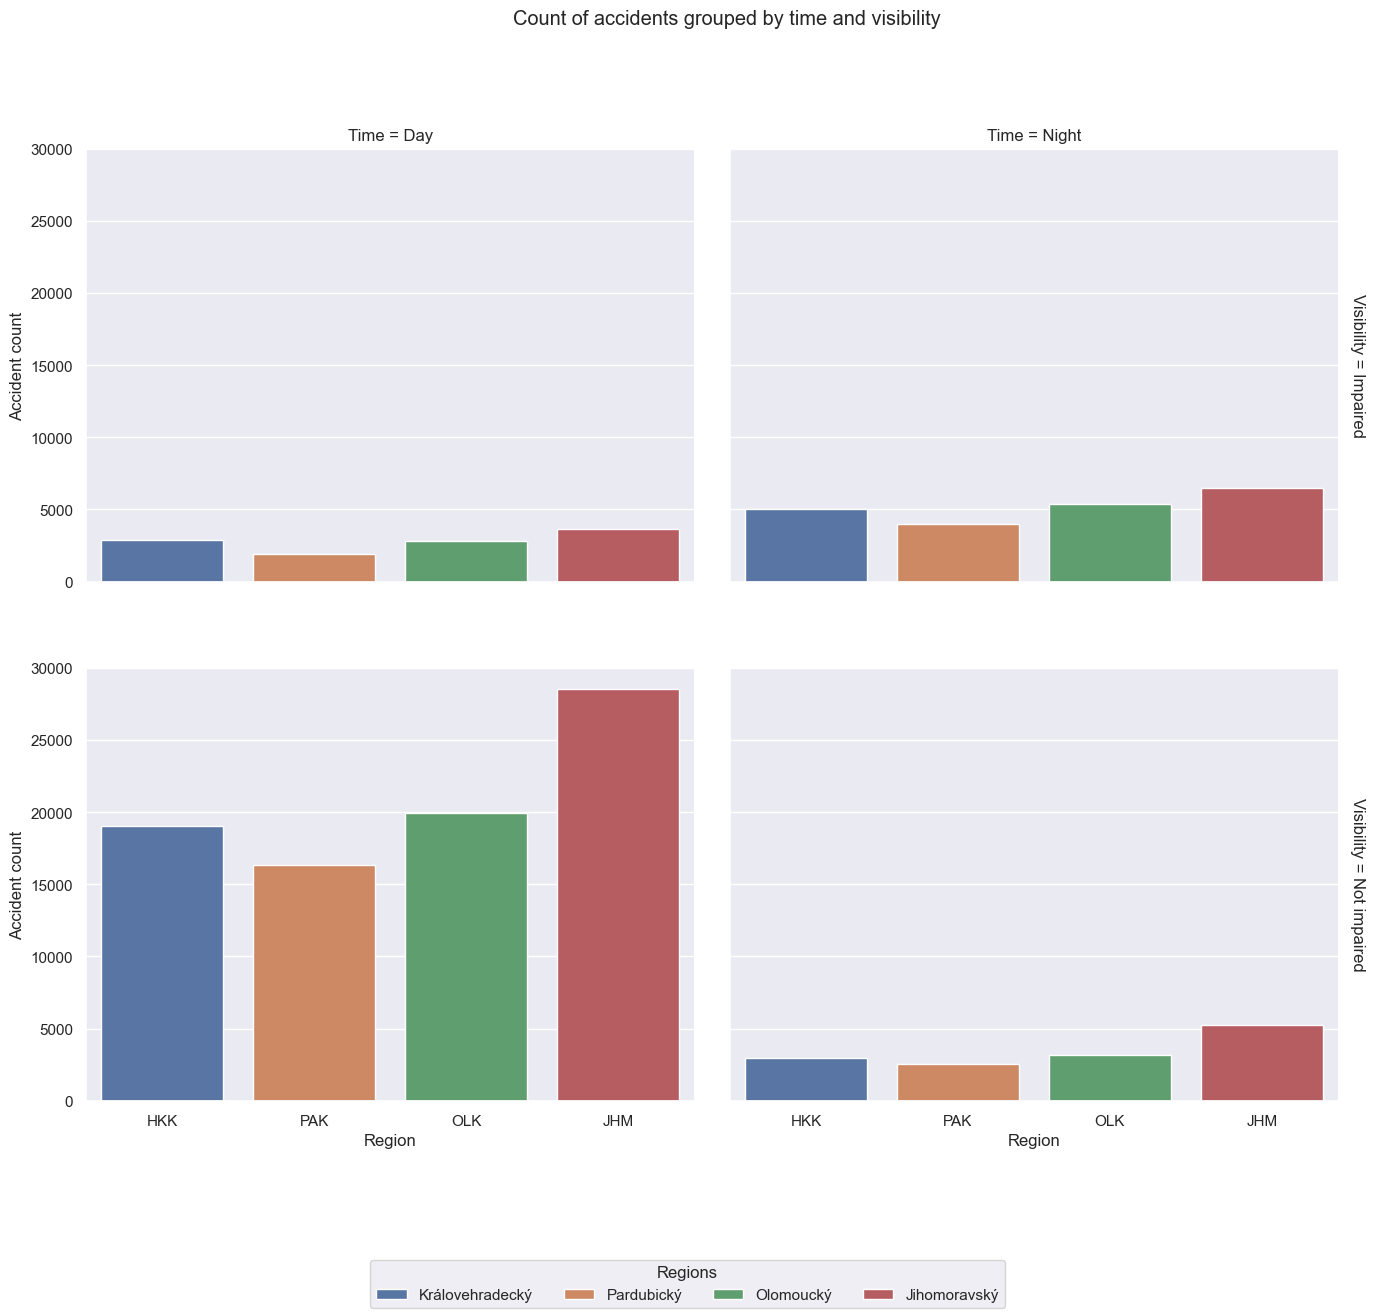 Count of accidents grouped by time and visibility
Time = Day
Time = Night
30000
25000
20000
15000
10000
5000
0
Accident count
Visibility = Impaired
30000
25000
20000
15000
10000
5000
0
Accident count
Visibility = Not impaired
HKK PAK OLK JHM
Region
HKK PAK OLK JHM
Region
Regions
Královehradecký Pardubický Olomoucký Jihomoravský